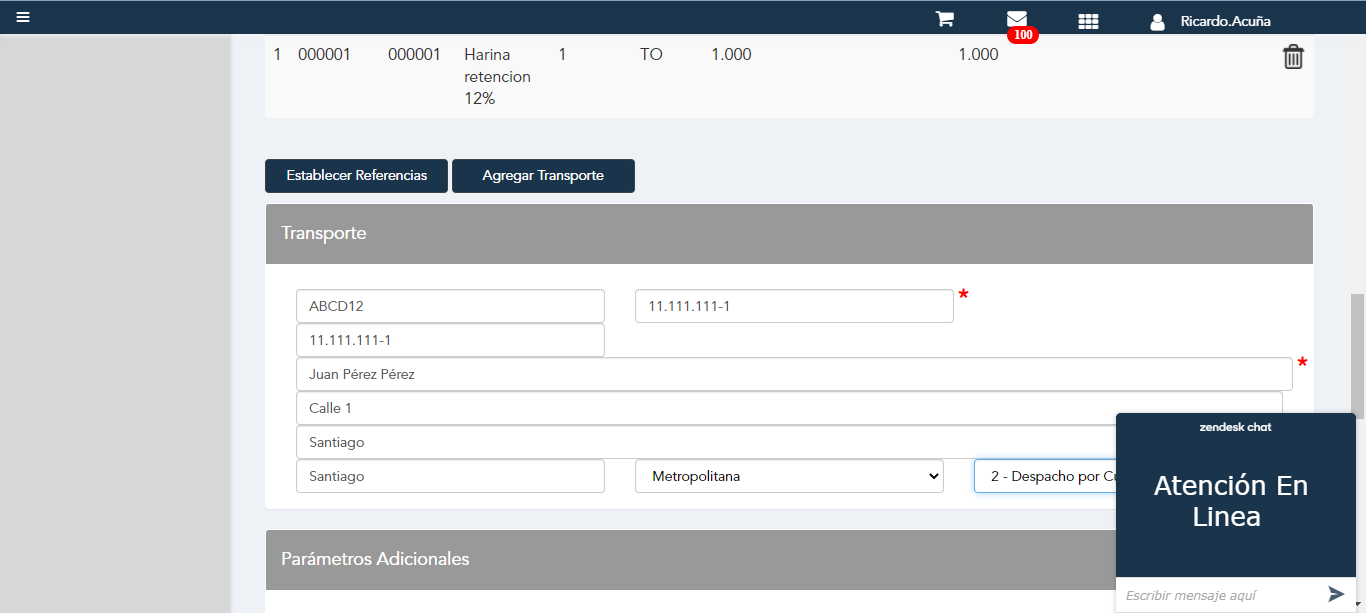 100
Ricardo.Acuña
1 000001 000001 Harina 1 TO 1.000 1.000
retencion
12%
Establecer Referencias Agregar Transporte
Transporte
ABCD12 11.111.111-1 *
11.111.111-1
Juan Pérez Pérez *
Calle 1
Santiago
Santiago Metropolitana 2 - Despacho por
zendesk chat
Atención En
Linea
Parámetros Adicionales
Escribir mensaje aquí